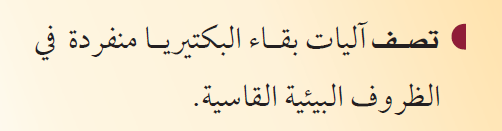 تصف آليات بقاء البكتيريا منفردة في
الظروف البيئية القاسية.